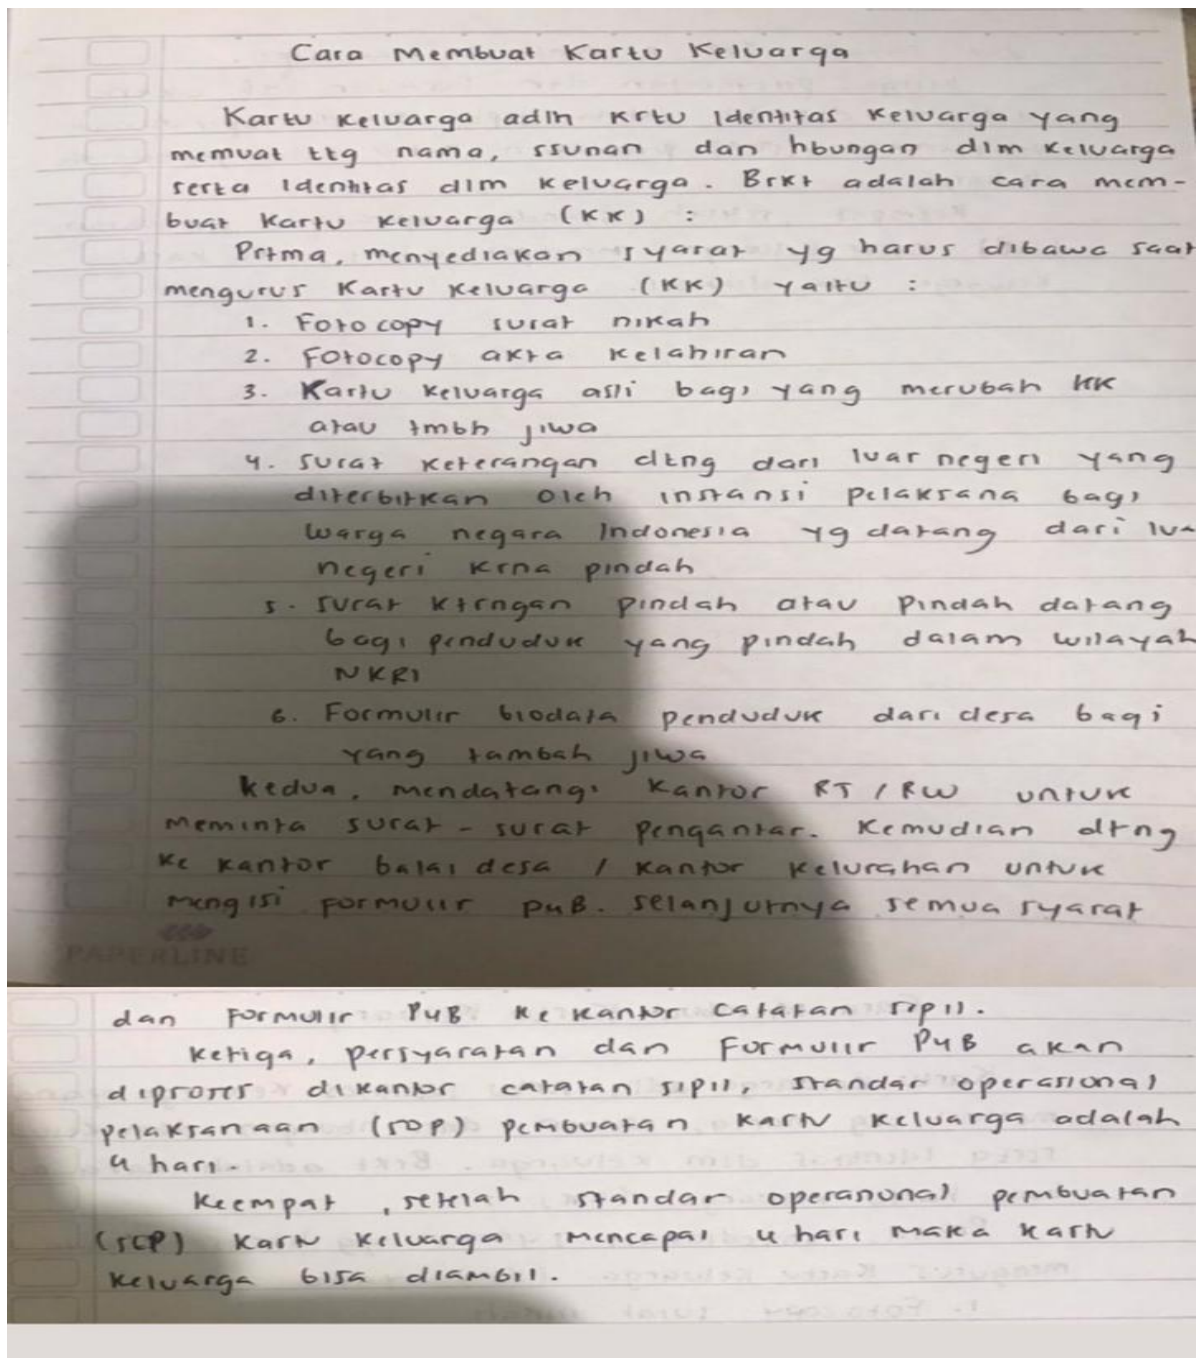 Cara Membuat Kartu Keluarga
Kartu Keluarga adlh krtu Identitas Keluarga yang
memuat ttg nama, ssunan dan hbungan dlm Keluarga
serta Identitas dlm Keluarga. Brkt adalah cara mem-
buat Kartu Keluarga (KK) :
Prtma, menyediakan syarat yg harus dibawa saat
mengurus Kartu Keluarga (KK) yaitu :
1. Foto copy surat nikah
2. Fotocopy akta Kelahiran
3. Kartu Keluarga asli bagi yang merubah KK
atau tmbh jiwa
4. Surat Keterangan dtng dari luar negeri yang
diterbitkan oleh instansi pelaksana bagi
warga negara Indonesia yg datang dari lua
negeri krna pindah
5. Surat ktrngan pindah atau pindah datang
bagi penduduk yang pindah dalam wilayah
NKRI
6. Formulir biodata penduduk dari desa bagi
yang tambah jiwa
Kedua, mendatangi Kantor RT / RW untuk
meminta surat - surat pengantar. Kemudian dtng
ke kantor balai desa / Kantor Kelurahan untuk
mengisi formulir PUB. Selanjutnya semua syarat
PAPERLINE
dan Formulir PUB ke kantor catatan sipil.
Ketiga, persyaratan dan Formulir PUB akan
diproses dikantor catatan sipil, standar operasional
pelaksanaan (SOP) pembuatan kartu Keluarga adalah
4 hari.
Keempat, setelah standar operasional pembuatan
(SOP) Kartu Keluarga mencapai 4 hari maka kartu
Keluarga bisa diambil.